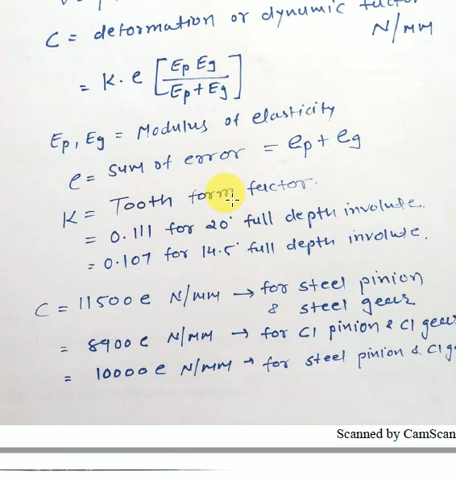 C = deformation or dynamic factor
N/MM
= K. e [Ep Eg / Ep + Eg]
Ep, Eg = Modulus of elasticity
e = sum of error = ep + eg
K = Tooth form factor.
= 0.111 for 20° full depth involute.
= 0.107 for 14.5° full depth involute.
C = 11500 e N/MM → for steel pinion
& steel gear
= 8900 e N/MM → for CI pinion & CI gear
= 10000 e N/MM → for steel pinion & CI g
Scanned by CamScan